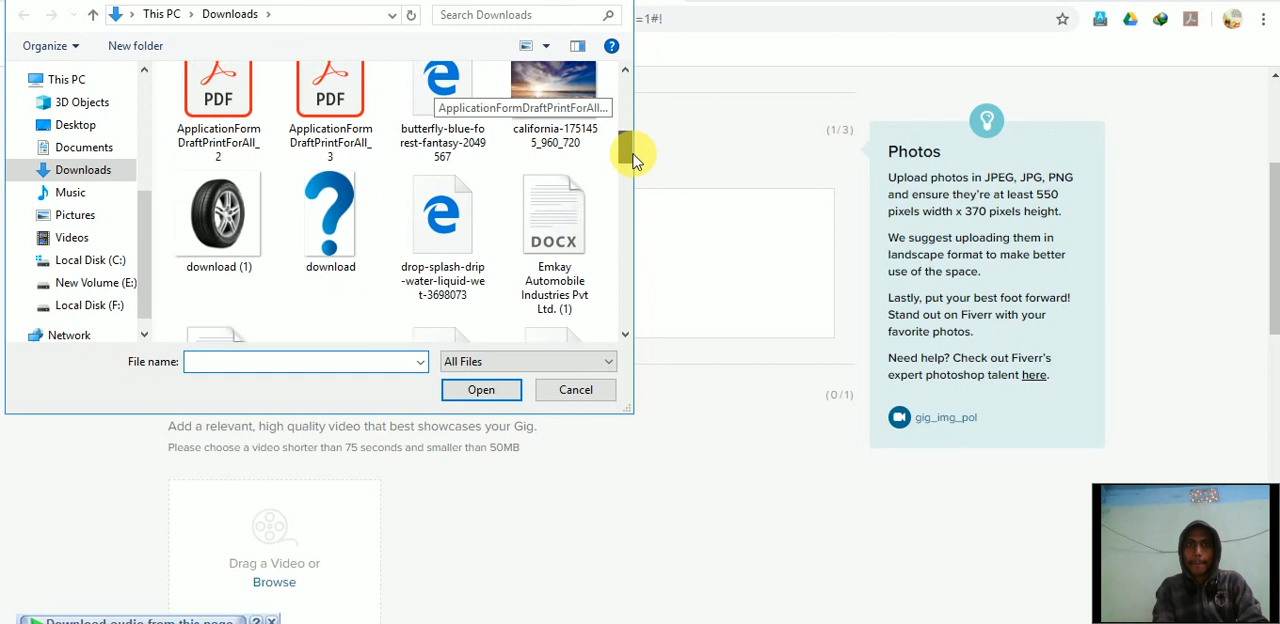 This PC
Downloads
Search Downloads
=1#!
Organize
New folder
This PC
3D Objects
Desktop
Documents
Downloads
Music
Pictures
Videos
Local Disk (C:)
New Volume (E:)
Local Disk (F:)
Network
PDF
ApplicationForm
DraftPrintForAll_
2
PDF
ApplicationForm
DraftPrintForAll_
3
butterfly-blue-fo
rest-fantasy-2049
567
ApplicationFormDraftPrintForAll...
california-175145
5_960_720
download (1)
download
drop-splash-drip
-water-liquid-we
t-3698073
DOCX
Emkay
Automobile
Industries Pvt
Ltd. (1)
File name:
All Files
Open
Cancel
(1/3)
Photos
Upload photos in JPEG, JPG, PNG
and ensure they're at least 550
pixels width x 370 pixels height.
We suggest uploading them in
landscape format to make better
use of the space.
Lastly, put your best foot forward!
Stand out on Fiverr with your
favorite photos.
Need help? Check out Fiverr's
expert photoshop talent here.
gig_img_pol
(0/1)
Add a relevant, high quality video that best showcases your Gig.
Please choose a video shorter than 75 seconds and smaller than 50MB
Drag a Video or
Browse
Download audio from this page